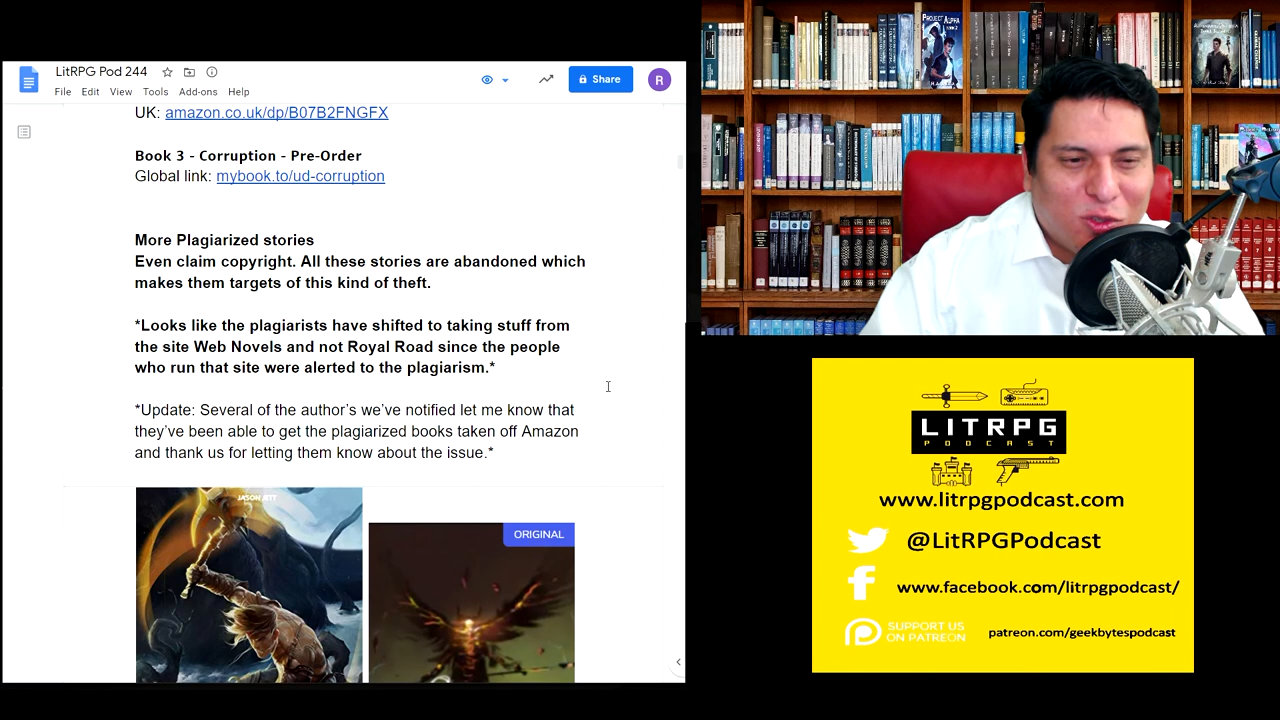 LitRPG Pod 244
File Edit View Tools Add-ons Help
Share
R
UK: amazon.co.uk/dp/B07B2FNGFX
Book 3 - Corruption - Pre-Order
Global link: mybook.to/ud-corruption
More Plagiarized stories
Even claim copyright. All these stories are abandoned which
makes them targets of this kind of theft.
*Looks like the plagiarists have shifted to taking stuff from
the site Web Novels and not Royal Road since the people
who run that site were alerted to the plagiarism.*
*Update: Several of the author's we've notified let me know that
they've been able to get the plagiarized books taken off Amazon
and thank us for letting them know about the issue.*
JASON JETT
ORIGINAL
PROJECT ALPHA
LITRPG
PODCAST
www.litrpgpodcast.com
@LitRPGPodcast
www.facebook.com/litrpgpodcast/
SUPPORT US
ON PATREON
patreon.com/geekbytespodcast